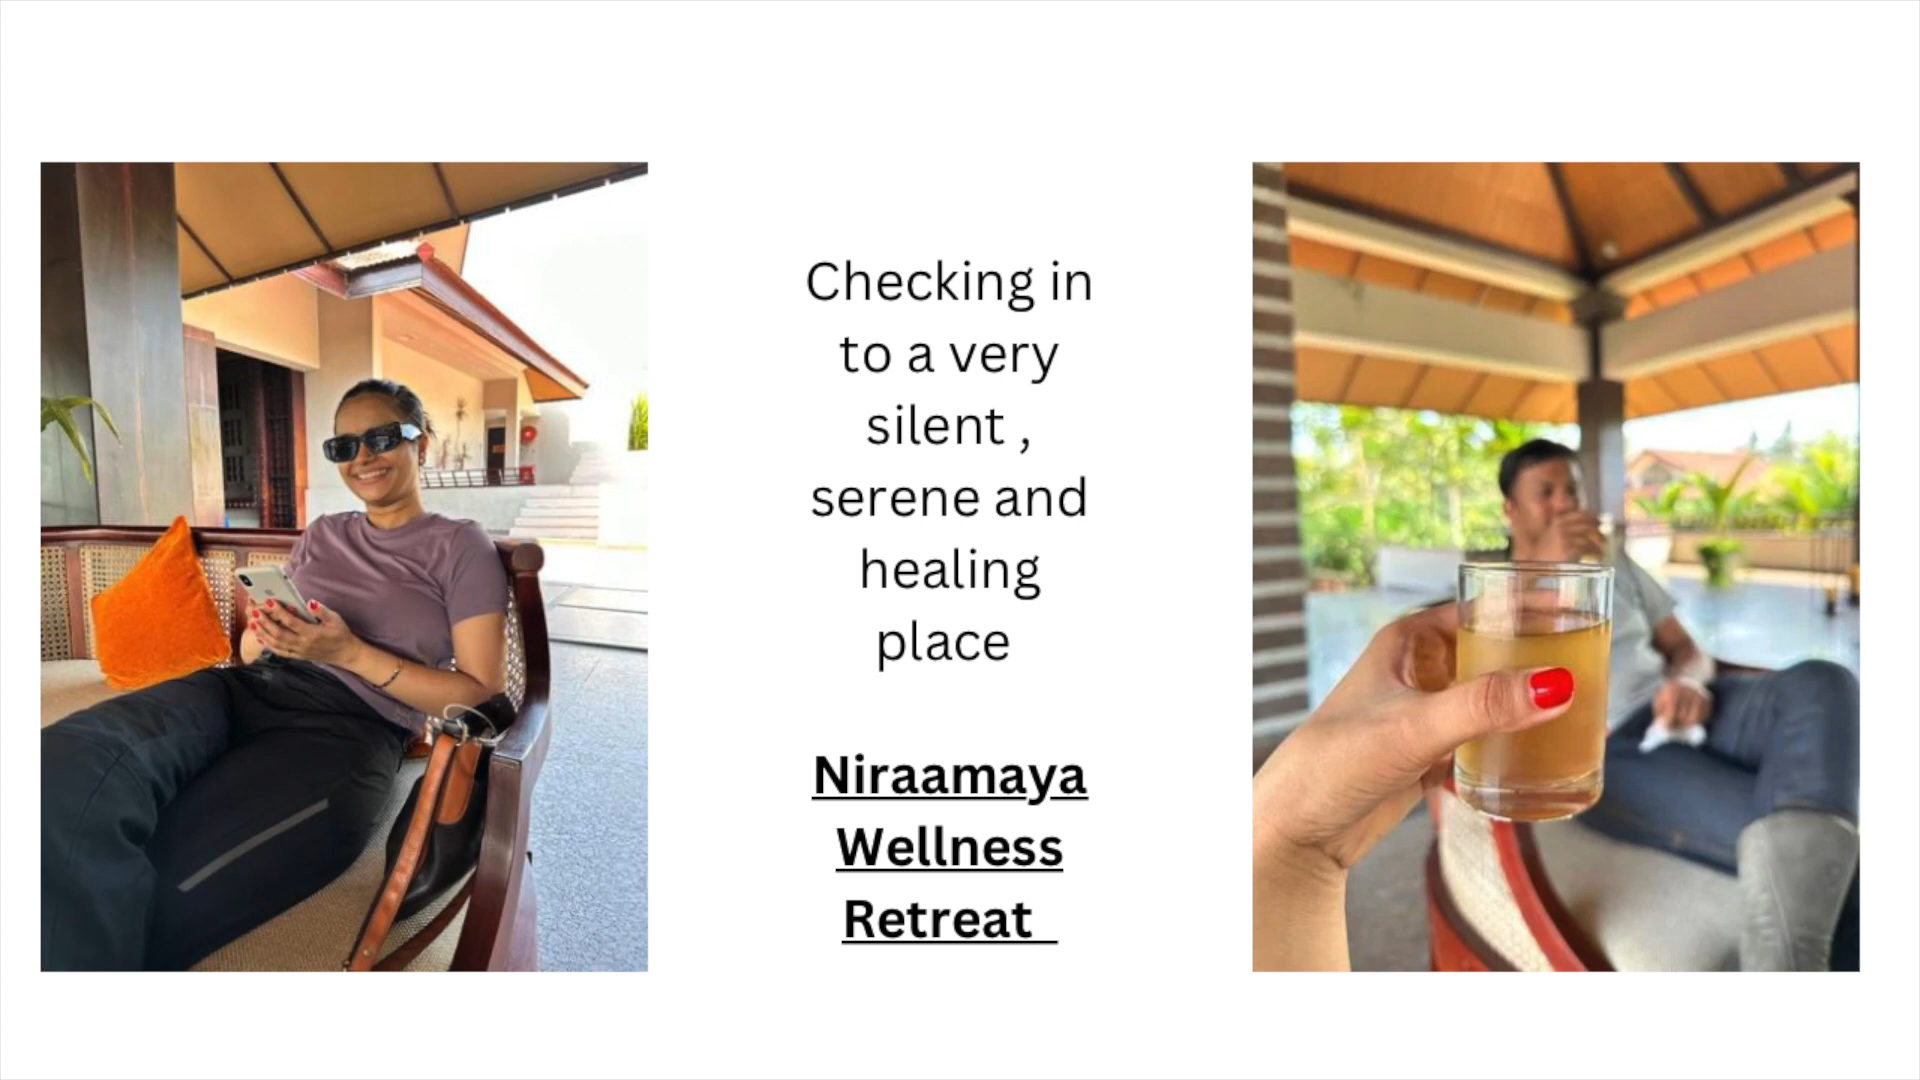 Checking in
to a very
silent ,
serene and
healing
place
Niraamaya
Wellness
Retreat